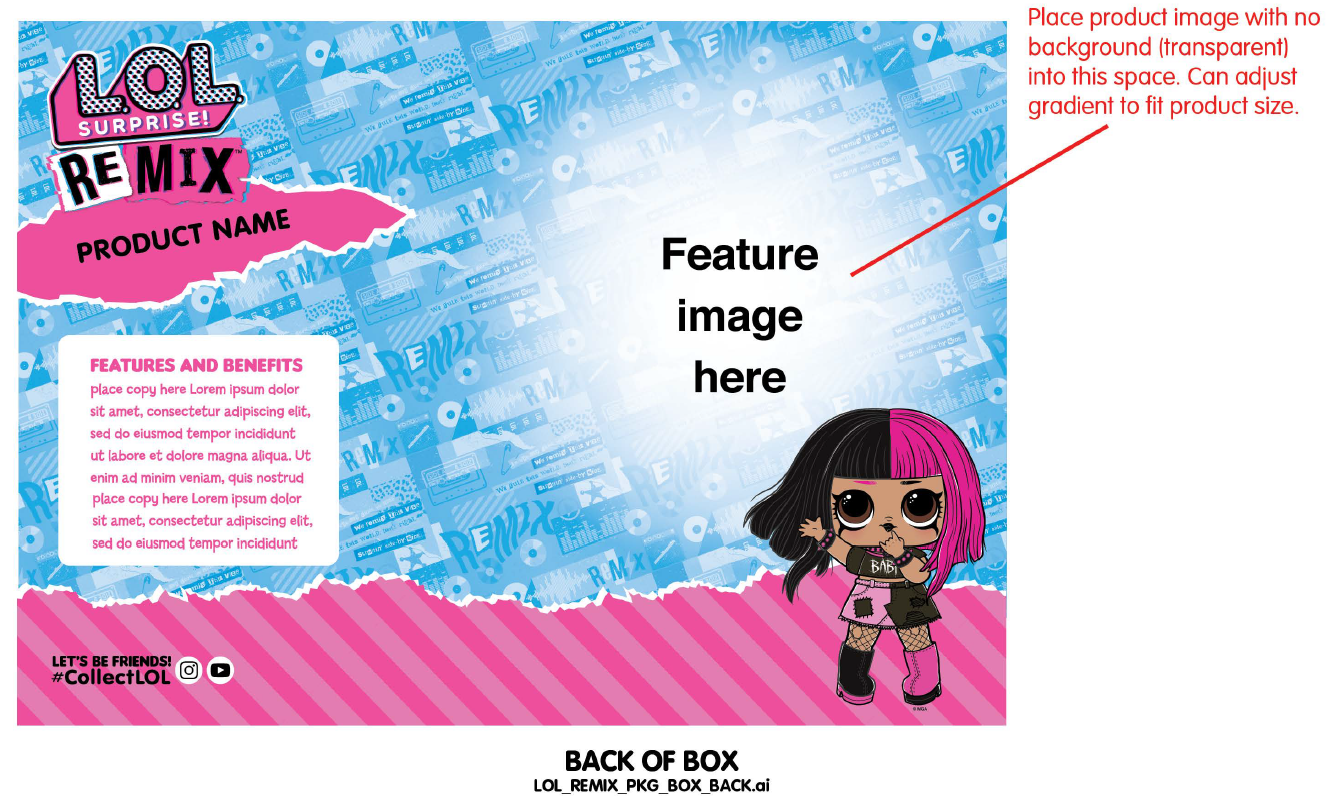 Place product image with no
background (transparent)
into this space. Can adjust
gradient to fit product size.
L.O.L.
SURPRISE!
REMIX™
PRODUCT NAME
Feature
image
here
FEATURES AND BENEFITS
place copy here Lorem ipsum dolor
sit amet, consectetur adipiscing elit,
sed do eiusmod tempor incididunt
ut labore et dolore magna aliqua. Ut
enim ad minim veniam, quis nostrud
place copy here Lorem ipsum dolor
sit amet, consectetur adipiscing elit,
sed do eiusmod tempor incididunt
BABY
LET'S BE FRIENDS!
#CollectLOL
© MGA
BACK OF BOX
LOL_REMIX_PKG_BOX_BACK.ai